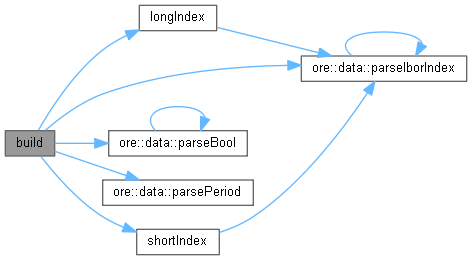 longIndex
ore::data::parseIborIndex
build
ore::data::parseBool
ore::data::parsePeriod
shortIndex